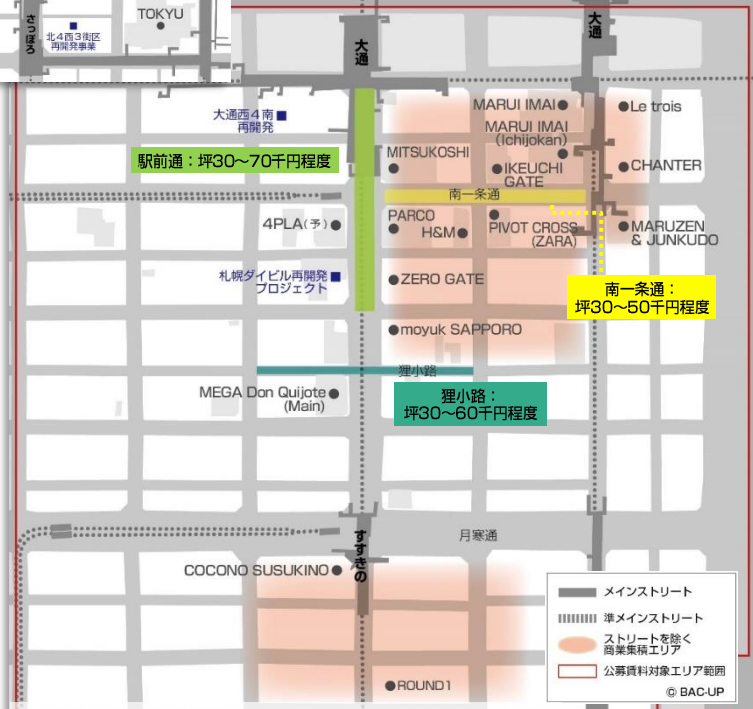 さっぽろ
TOKYU
北4西3街区
再開発事業
大通
大通
大通西4南
再開発
MARUI IMAI
Le trois
MARUI IMAI
(Ichijokan)
駅前通：坪30〜70千円程度
MITSUKOSHI
IKEUCHI
GATE
CHANTER
南一条通
4PLA(予)
PARCO
H&M
PIVOT CROSS
(ZARA)
MARUZEN
& JUNKUDO
札幌ダイビル再開発
プロジェクト
ZERO GATE
南一条通：
坪30〜50千円程度
moyuk SAPPORO
狸小路
MEGA Don Quijote
(Main)
狸小路：
坪30〜60千円程度
すすきの
月寒通
COCONO SUSUKINO
ROUND1
メインストリート
準メインストリート
ストリートを除く
商業集積エリア
公募賃料対象エリア範囲
© BAC-UP